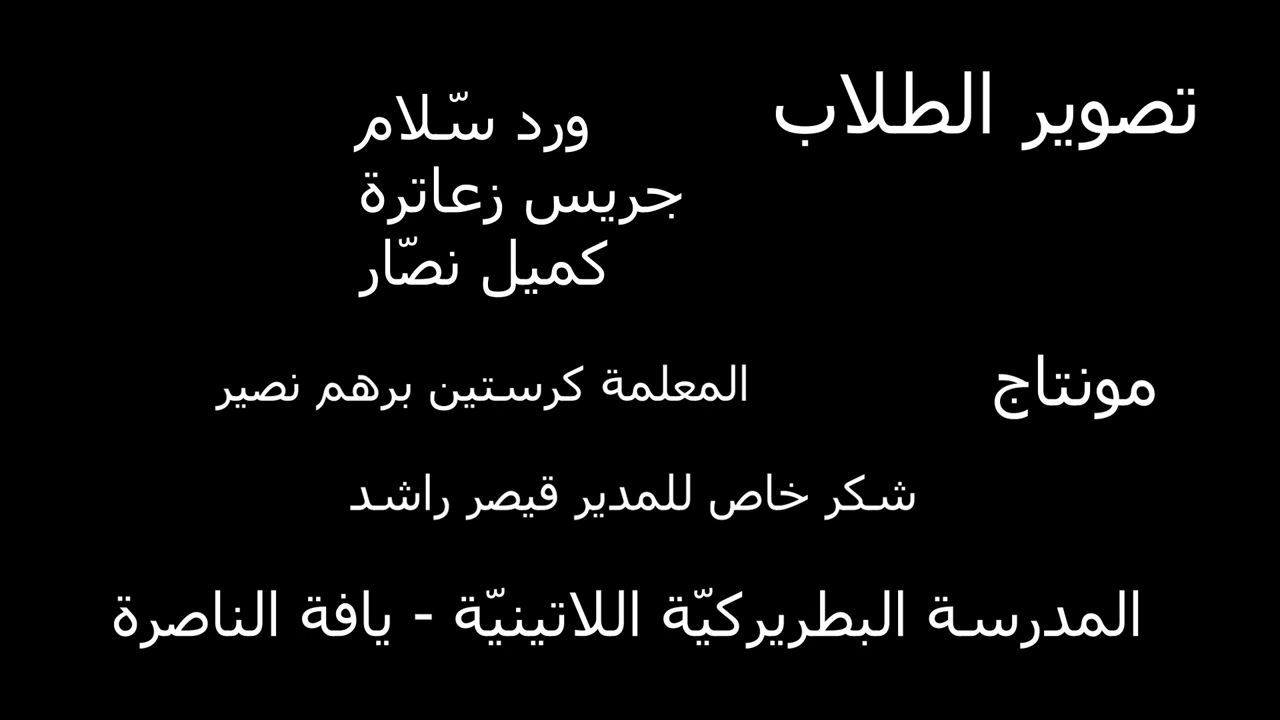 تصوير الطلاب
ورد سّلام
جريس زعاترة
كميل نصّار
مونتاج
المعلمة كرستين برهم نصير
شكر خاص للمدير قيصر راشد
المدرسة البطريركيّة اللاتينيّة - يافة الناصرة